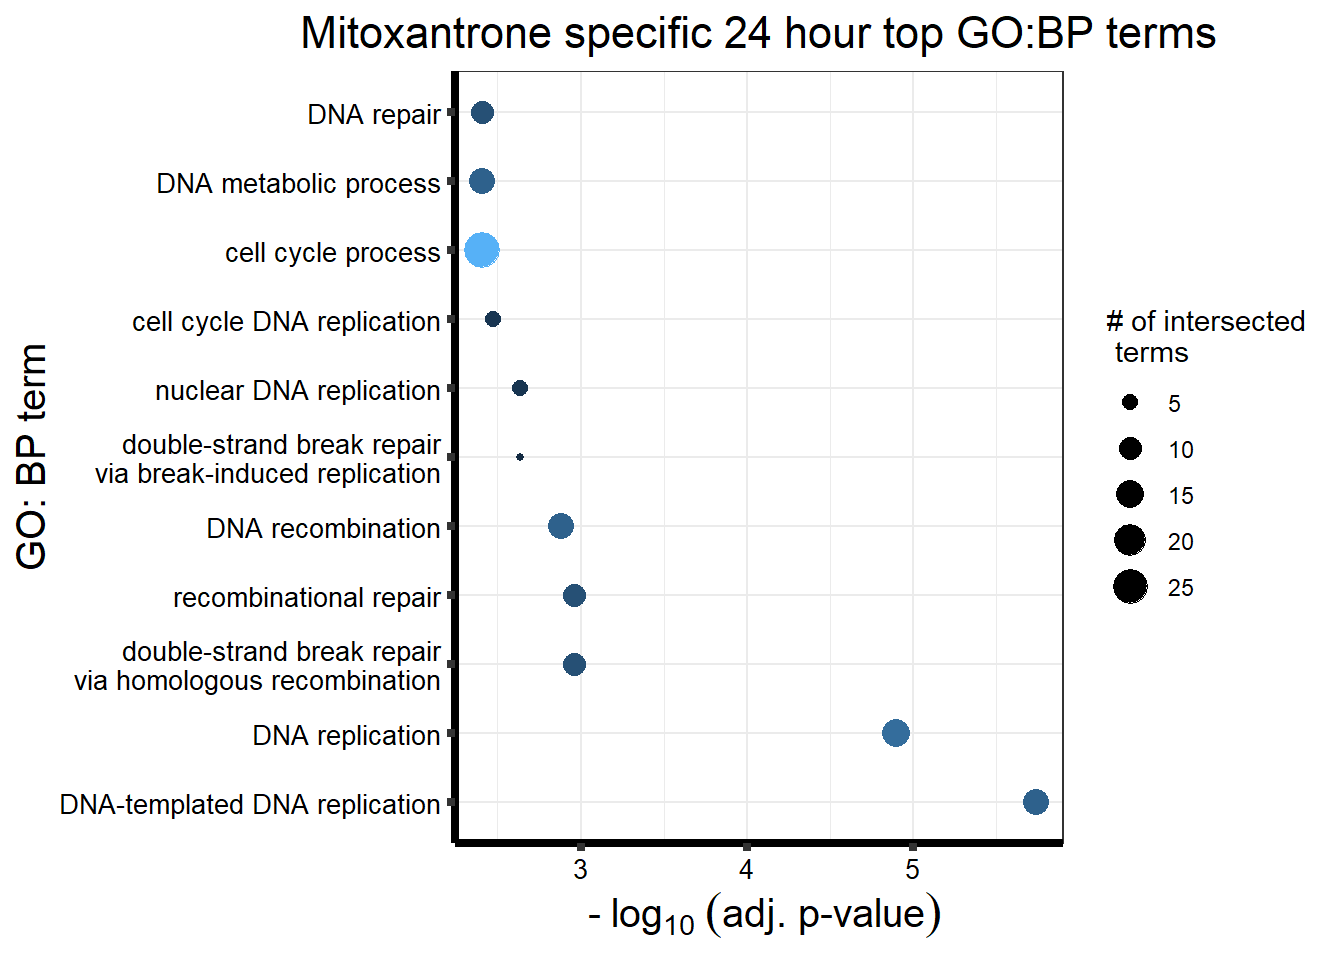 Mitoxantrone specific 24 hour top GO:BP terms
GO: BP term
DNA repair
DNA metabolic process
cell cycle process
cell cycle DNA replication
nuclear DNA replication
double-strand break repair
via break-induced replication
DNA recombination
recombinational repair
double-strand break repair
via homologous recombination
DNA replication
DNA-templated DNA replication
3 4 5
- log10 (adj. p-value)
# of intersected
terms
5
10
15
20
25